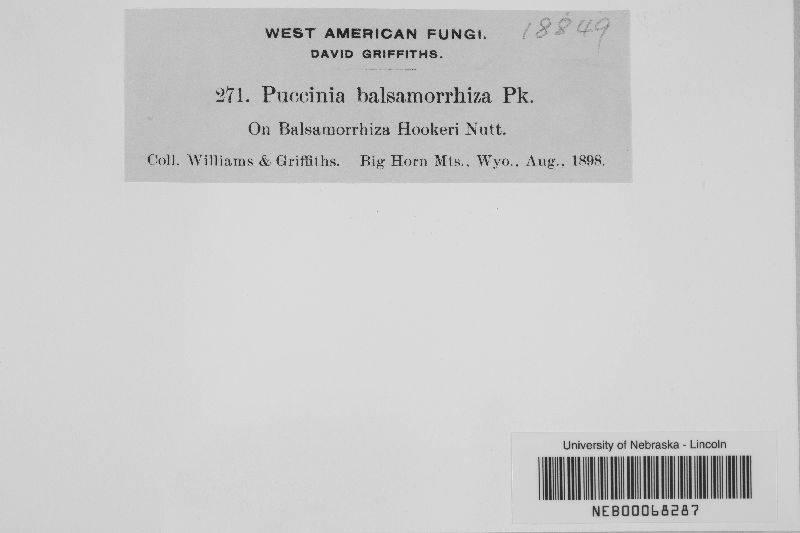 WEST AMERICAN FUNGI. 18849
DAVID GRIFFITHS.
271. Puccinia balsamorrhiza Pk.
On Balsamorrhiza Hookeri Nutt.
Coll. Williams & Griffiths. Big Horn Mts., Wyo., Aug., 1898.
University of Nebraska - Lincoln
NEB00068287